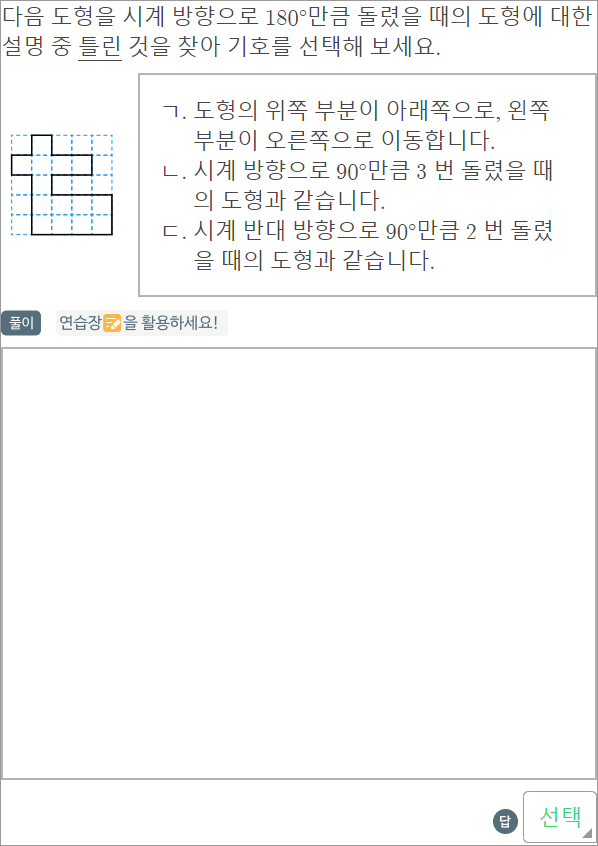 다음 도형을 시계 방향으로 180°만큼 돌렸을 때의 도형에 대한
설명 중 틀린 것을 찾아 기호를 선택해 보세요.
ㄱ. 도형의 위쪽 부분이 아래쪽으로, 왼쪽
부분이 오른쪽으로 이동합니다.
ㄴ. 시계 방향으로 90°만큼 3 번 돌렸을 때
의 도형과 같습니다.
ㄷ. 시계 반대 방향으로 90°만큼 2 번 돌렸
을 때의 도형과 같습니다.
풀이 연습장을 활용하세요!
답 선택